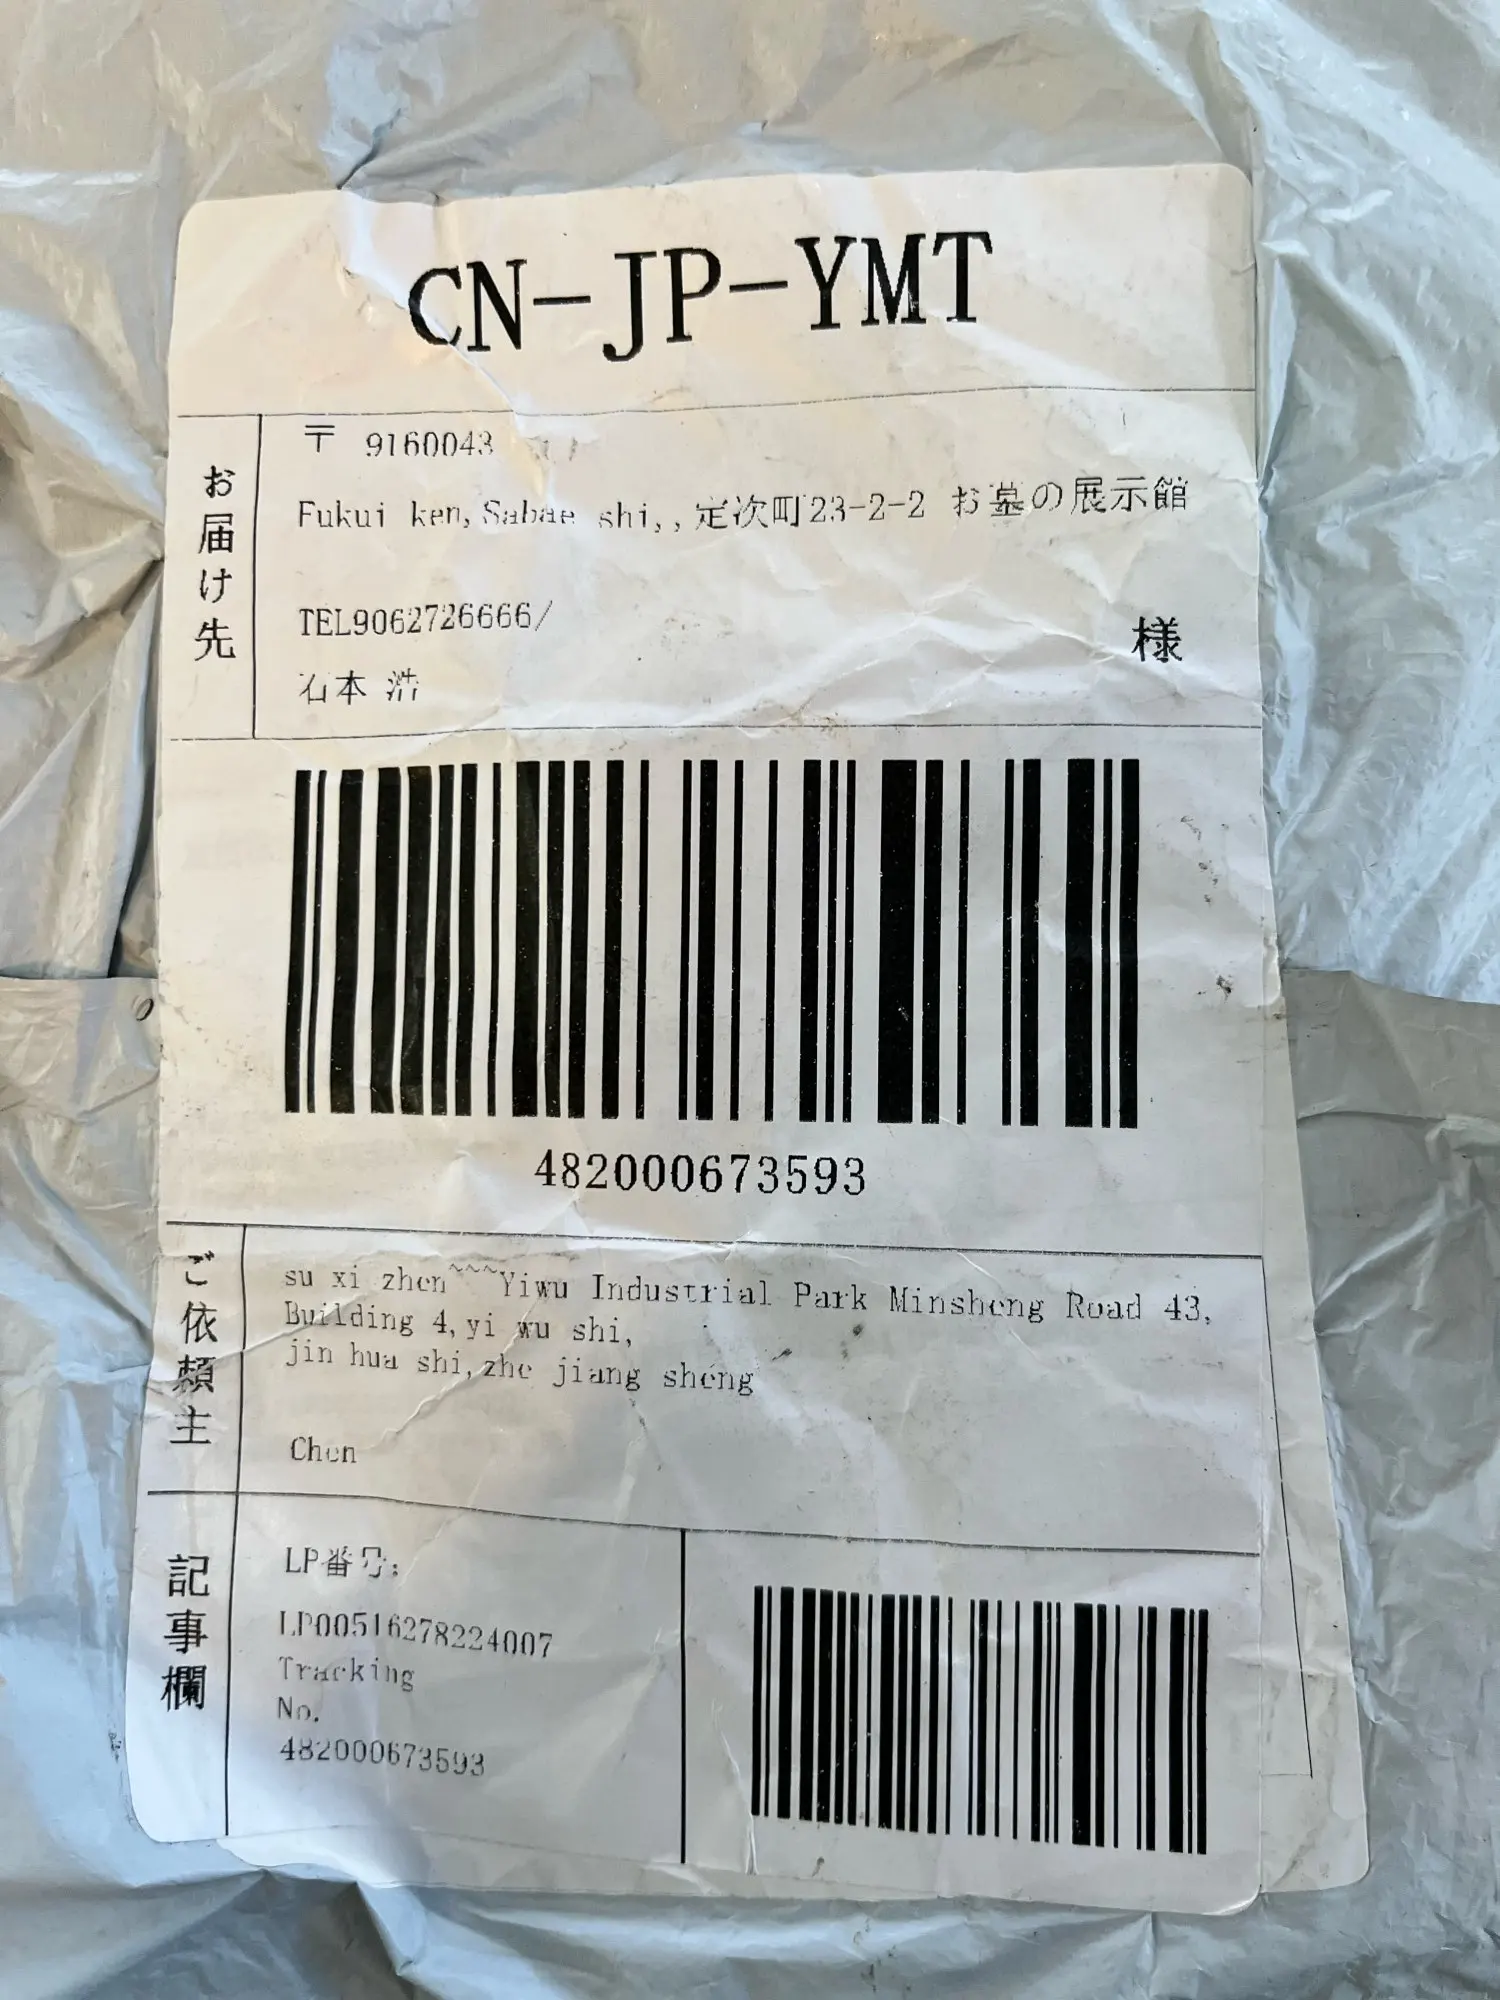 CN-JP-YMT
お届け先
〒 9160043
Fukui ken, Sabae shi, , 定次町23-2-2 お墓の展示館
TEL9062726666/
様
石本 浩
482000673593
ご依頼主
su xi zhen~~~Yiwu Industrial Park Minsheng Road 43,
Building 4, yi wu shi,
jin hua shi, zhe jiang sheng
Chen
記事欄
LP番号:
LP00516278224007
Tracking
No.
482000673593